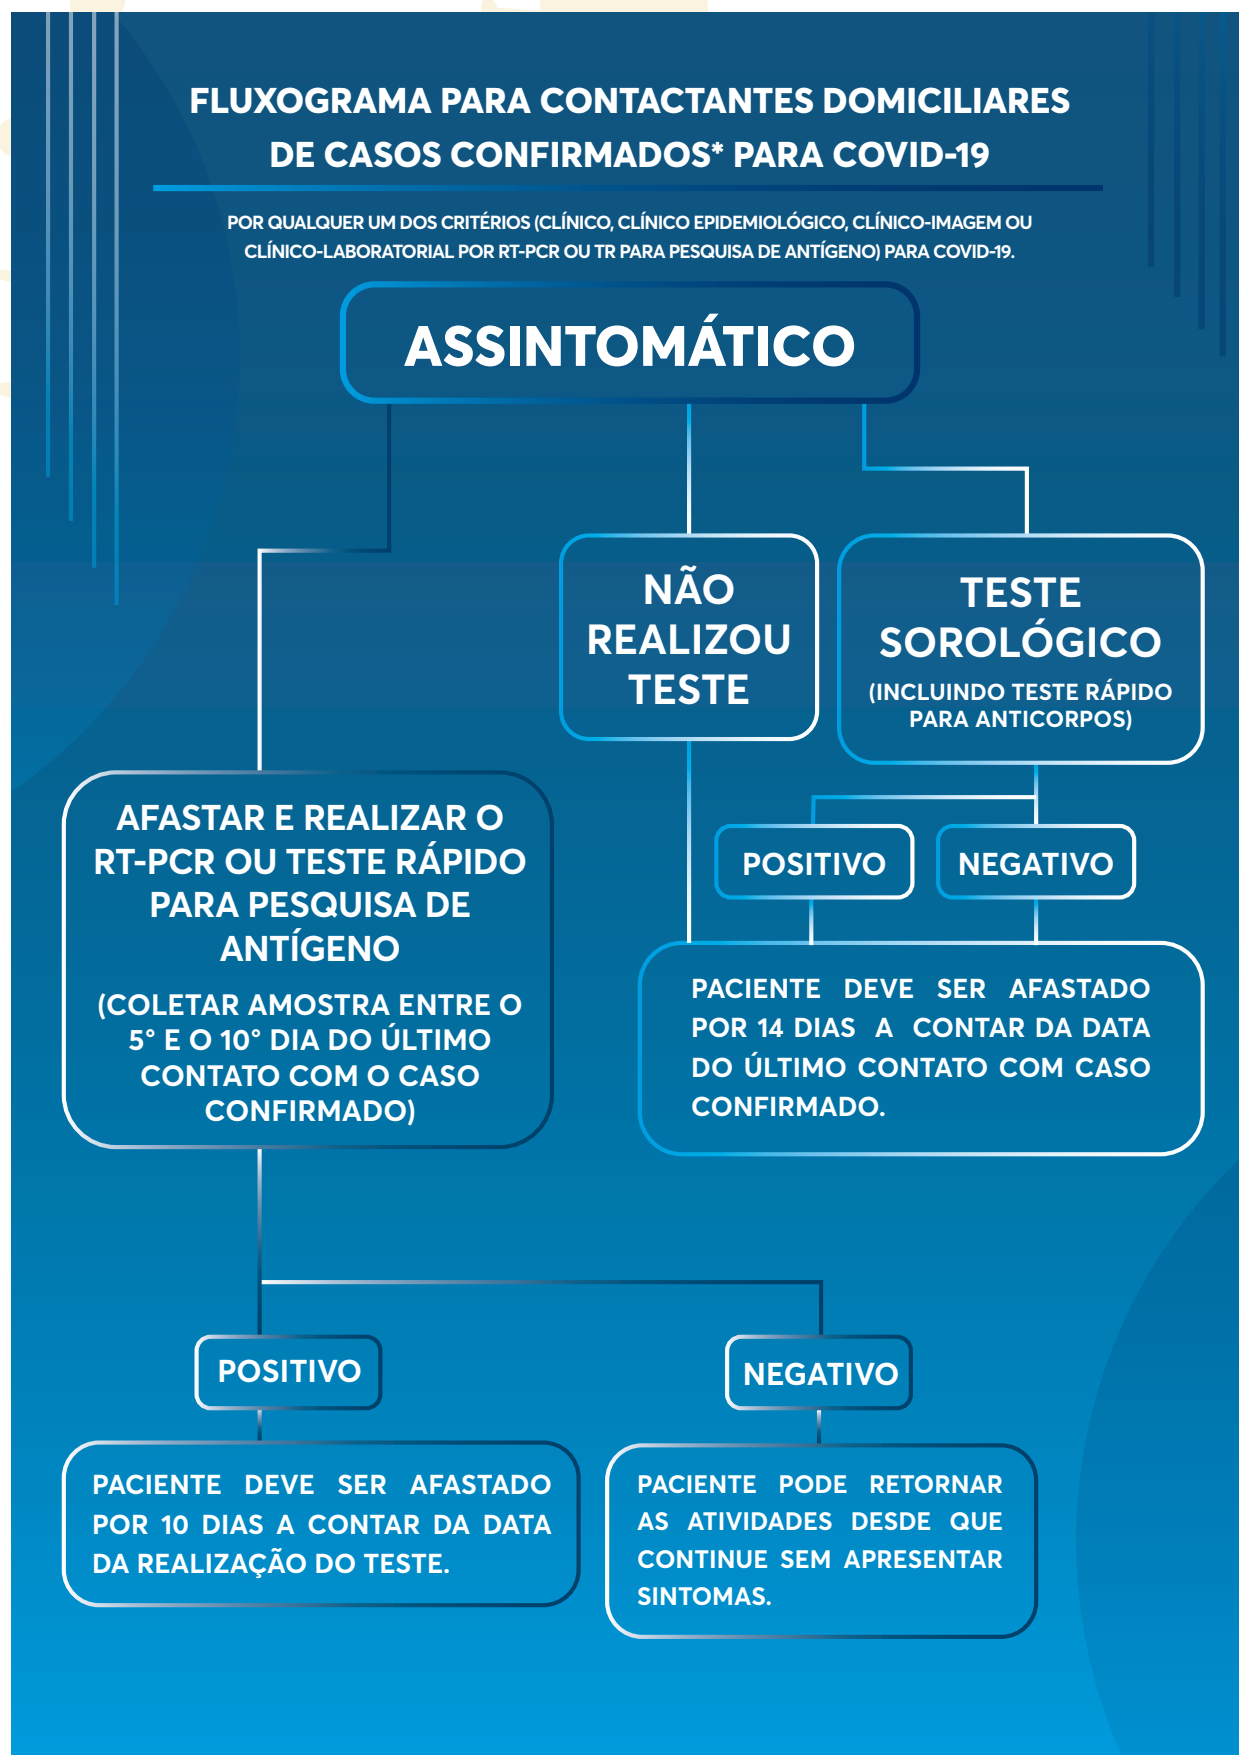 FLUXOGRAMA PARA CONTACTANTES DOMICILIARES
DE CASOS CONFIRMADOS* PARA COVID-19
POR QUALQUER UM DOS CRITÉRIOS (CLÍNICO, CLÍNICO EPIDEMIOLÓGICO, CLÍNICO-IMAGEM OU
CLÍNICO-LABORATORIAL POR RT-PCR OU TR PARA PESQUISA DE ANTÍGENO) PARA COVID-19.
ASSINTOMÁTICO
NÃO
REALIZOU
TESTE
TESTE
SOROLÓGICO
(INCLUINDO TESTE RÁPIDO
PARA ANTICORPOS)
AFASTAR E REALIZAR O
RT-PCR OU TESTE RÁPIDO
PARA PESQUISA DE
ANTÍGENO
(COLETAR AMOSTRA ENTRE O
5° E O 10° DIA DO ÚLTIMO
CONTATO COM O CASO
CONFIRMADO)
POSITIVO
NEGATIVO
PACIENTE DEVE SER AFASTADO
POR 14 DIAS A CONTAR DA DATA
DO ÚLTIMO CONTATO COM CASO
CONFIRMADO.
POSITIVO
NEGATIVO
PACIENTE DEVE SER AFASTADO
POR 10 DIAS A CONTAR DA DATA
DA REALIZAÇÃO DO TESTE.
PACIENTE PODE RETORNAR
AS ATIVIDADES DESDE QUE
CONTINUE SEM APRESENTAR
SINTOMAS.